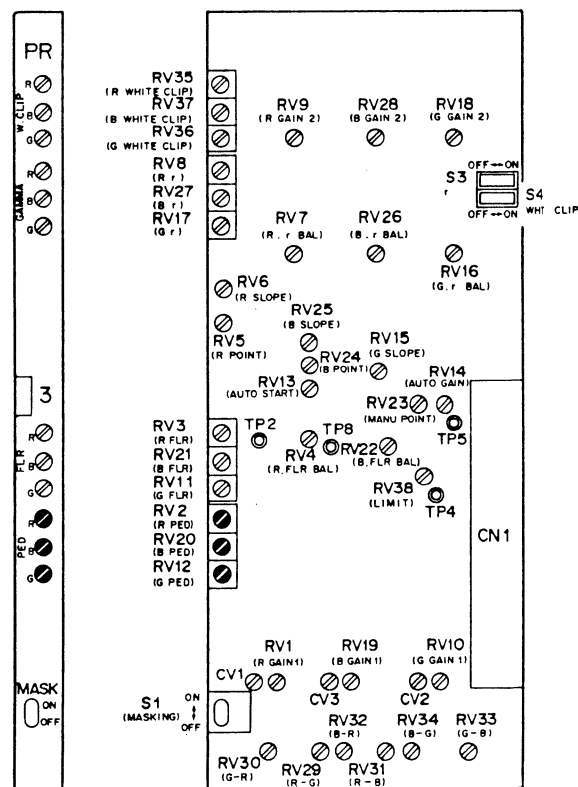 PR
R
B
G
W.CLIP
R
B
G
GAMMA
3
R
B
G
FLR
R
B
G
PED
MASK
ON
OFF
RV35
(R WHITE CLIP)
RV37
(B WHITE CLIP)
RV36
(G WHITE CLIP)
RV8
(R r)
RV27
(B r)
RV17
(G r)
RV9
(R GAIN 2)
RV28
(B GAIN 2)
RV18
(G GAIN 2)
OFF↔ON
S3
r
S4
WHT CLIP
OFF↔ON
RV7
(R. r BAL)
RV26
(B. r BAL)
RV16
(G. r BAL)
RV6
(R SLOPE)
RV25
(B SLOPE)
RV5
(R POINT)
RV24
(B POINT)
RV15
(G SLOPE)
RV13
(AUTO START)
RV14
(AUTO GAIN)
RV23
(MANU POINT)
RV3
(R FLR)
TP2
TP8
TP5
RV21
(B FLR)
RV4
(R. FLR BAL)
RV22
(B. FLR BAL)
RV11
(G FLR)
RV38
(LIMIT)
TP4
RV2
(R PED)
RV20
(B PED)
RV12
(G PED)
CN1
RV1
(R GAIN1)
RV19
(B GAIN1)
RV10
(G GAIN1)
CV1
CV3
CV2
S1
(MASKING)
ON
↕
OFF
RV32
(B-R)
RV34
(B-G)
RV33
(G-B)
RV30
(G-R)
RV29
(R-G)
RV31
(R-B)